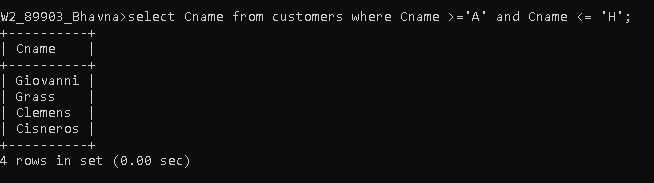 W2_89903_Bhavna>select Cname from customers where Cname >='A' and Cname <= 'H';
+----------+
| Cname    |
+----------+
| Giovanni |
| Grass    |
| Clemens  |
| Cisneros |
+----------+
4 rows in set (0.00 sec)